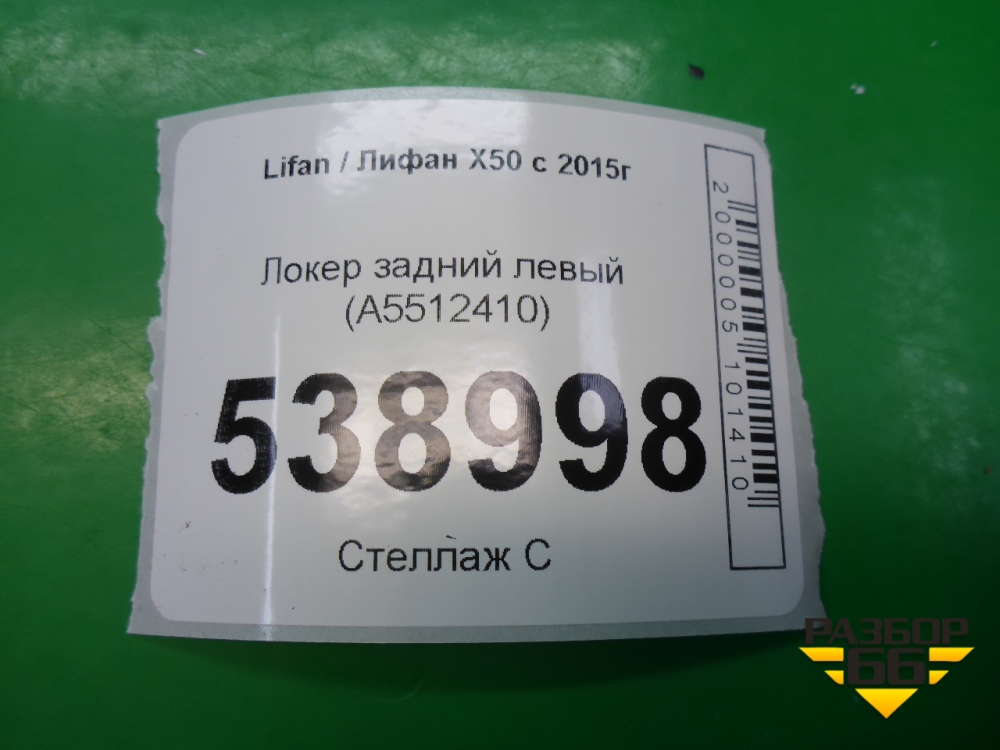 Lifan / Лифан X50 с 2015г
Локер задний левый
(A5512410)
538998
Стеллаж С
2000005101410
РАЗБОР
66